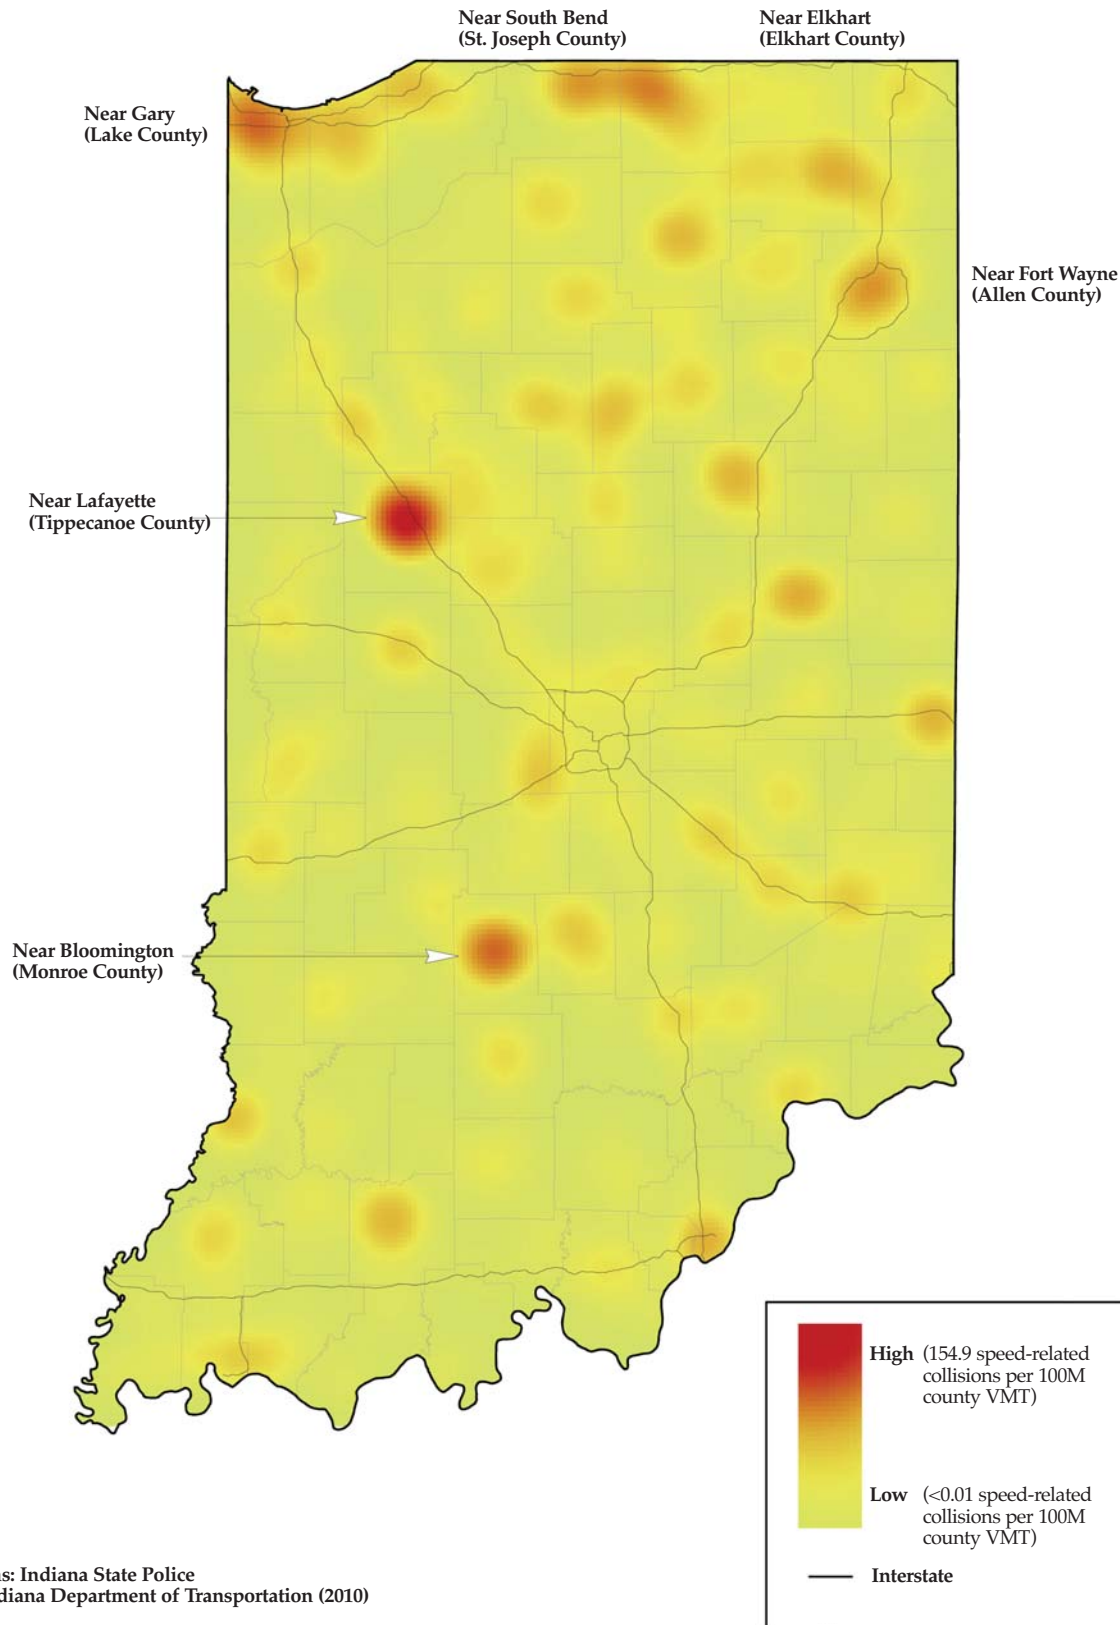 Near South Bend
(St. Joseph County)
Near Elkhart
(Elkhart County)
Near Gary
(Lake County)
Near Fort Wayne
(Allen County)
Near Lafayette
(Tippecanoe County)
Near Bloomington
(Monroe County)
High (154.9 speed-related
collisions per 100M
county VMT)
Low (<0.01 speed-related
collisions per 100M
county VMT)
Interstate
: Indiana State Police
Department of Transportation (2010)